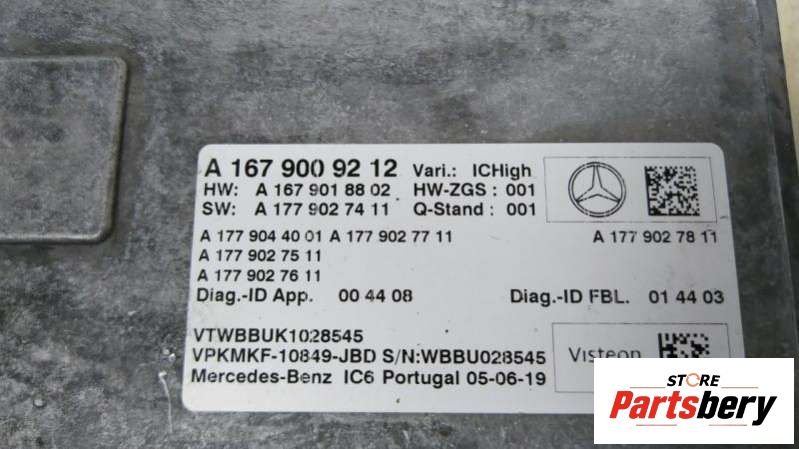 A 167 900 92 12 Vari.: ICHigh
HW: A 167 901 88 02 HW-ZGS : 001
SW: A 177 902 74 11 Q-Stand : 001
A 177 904 40 01 A 177 902 77 11 A 177 902 78 11
A 177 902 75 11
A 177 902 76 11
Diag.-ID App. 00 44 08 Diag.-ID FBL. 01 44 03
VTWBBUK1028545
VPKMKF-10849-JBD S/N:WBBU028545 Visteon
Mercedes-Benz IC6 Portugal 05-06-19
STORE
Partsbery